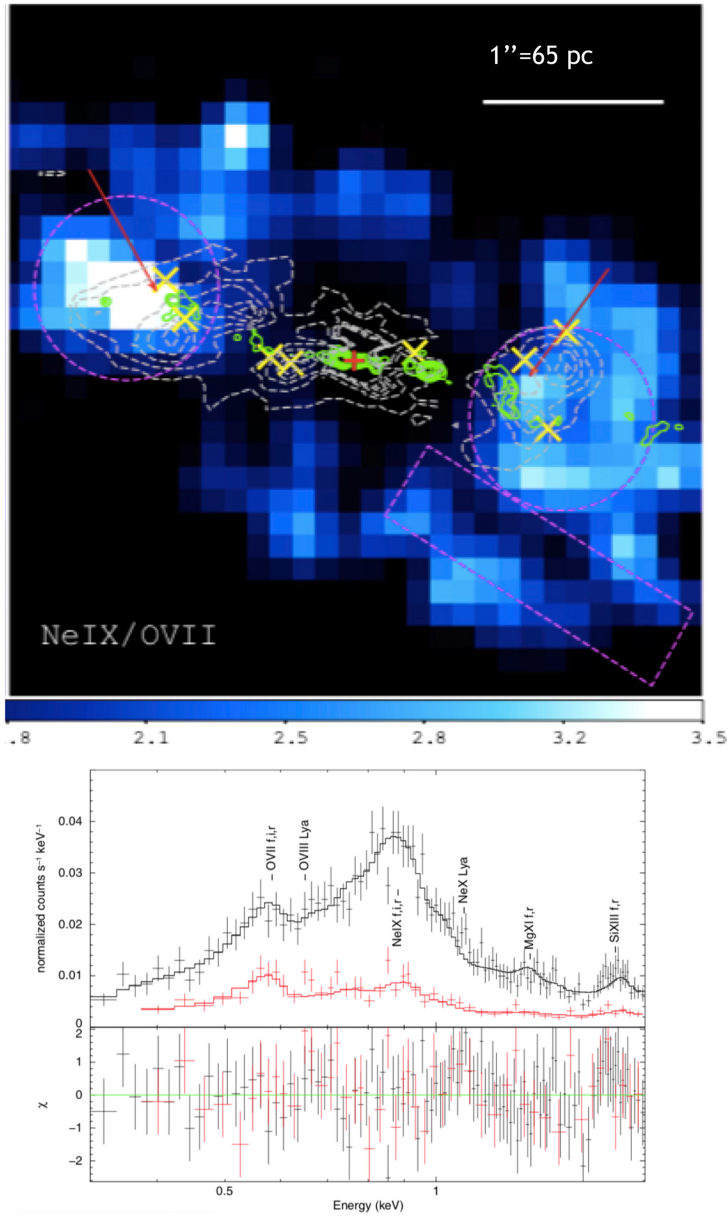 1’’=65 pc
NeIX/OVII
.8 2.1 2.5 2.8 3.2 3.5
normalized counts s⁻¹ keV⁻¹
0.04
0.03
0.02
0.01
0
– OVII f,i,r
– OVIII Lya
NeIX f,i,r –
– NeX Lya
– MgXI f,r
– SiXIII f,r
χ
2
1
0
−1
−2
0.5 1
Energy (keV)